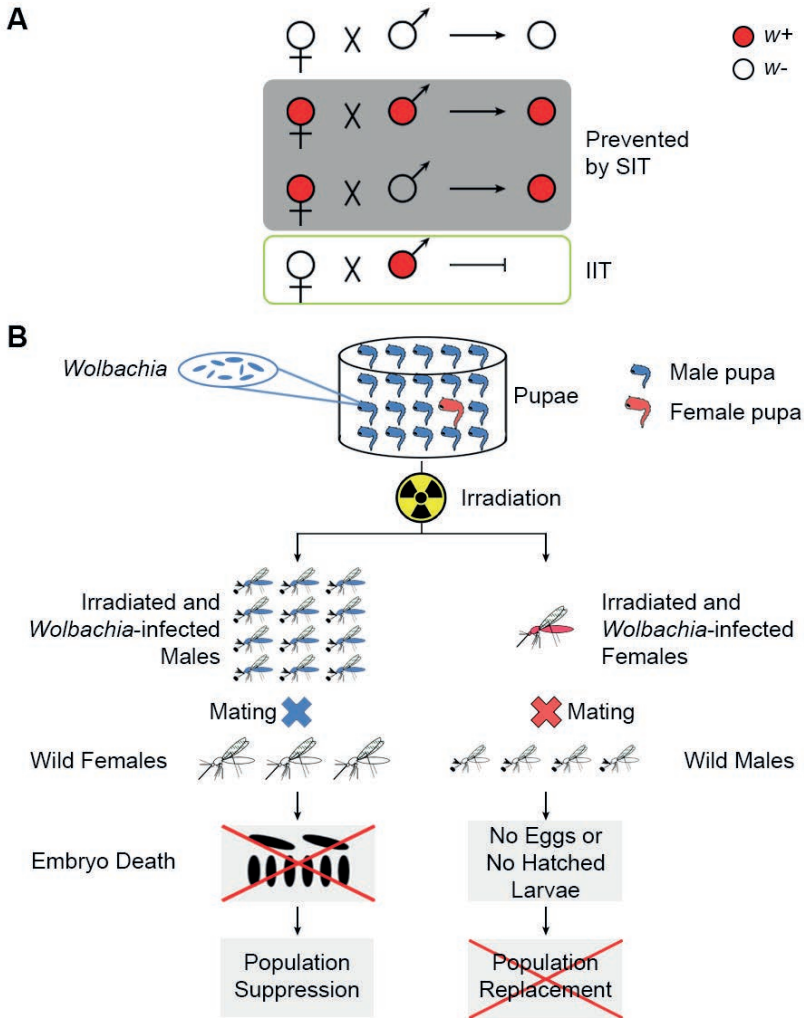 A
w+
w-
Prevented
by SIT
IIT
B
Wolbachia
Pupae
Male pupa
Female pupa
Irradiation
Irradiated and
Wolbachia-infected
Males
Irradiated and
Wolbachia-infected
Females
Mating
Mating
Wild Females
Wild Males
Embryo Death
No Eggs or
No Hatched
Larvae
Population
Suppression
Population
Replacement